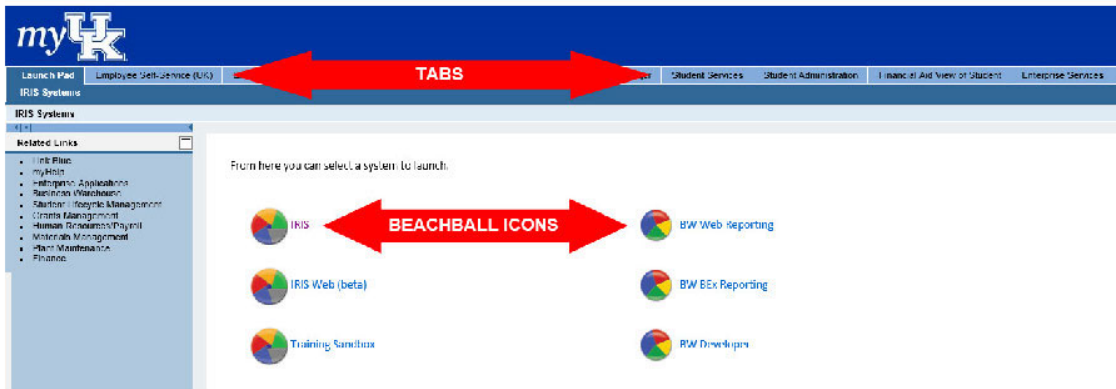 myUK
Launch Pad Employee Self-Service (UK) TABS Student Services Student Administration Financial Aid View of Student Enterprise Services
IRIS Systems
IRIS Systems
Related Links
Link Blue
myHelp
Enterprise Applications
Business Warehouse
Student Lifecycle Management
Grants Management
Human Resources/Payroll
Materials Management
Plant Maintenance
Finance
From here you can select a system to launch.
IRIS BEACHBALL ICONS BW Web Reporting
IRIS Web (beta) BW BEx Reporting
Training Sandbox BW Developer